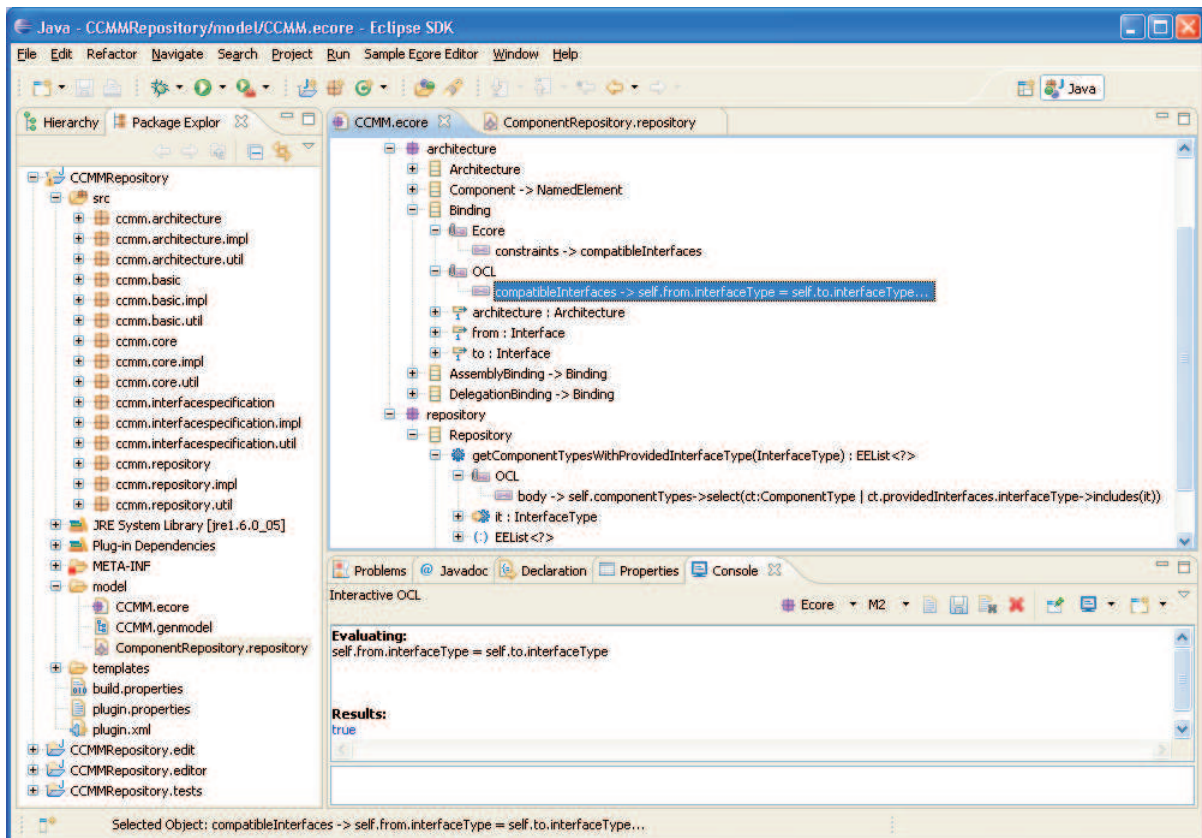 Java - CCMMRepository/model/CCMM.ecore - Eclipse SDK
File Edit Refactor Navigate Search Project Run Sample Ecore Editor Window Help
Java
Hierarchy Package Explor
CCMMRepository
src
ccmm.architecture
ccmm.architecture.impl
ccmm.architecture.util
ccmm.basic
ccmm.basic.impl
ccmm.basic.util
ccmm.core
ccmm.core.impl
ccmm.core.util
ccmm.interfacespecification
ccmm.interfacespecification.impl
ccmm.interfacespecification.util
ccmm.repository
ccmm.repository.impl
ccmm.repository.util
JRE System Library [jre1.6.0_05]
Plug-in Dependencies
META-INF
model
CCMM.ecore
CCMM.genmodel
ComponentRepository.repository
templates
build.properties
plugin.properties
plugin.xml
CCMMRepository.edit
CCMMRepository.editor
CCMMRepository.tests
CCMM.ecore ComponentRepository.repository
architecture
Architecture
Component -> NamedElement
Binding
Ecore
constraints -> compatibleInterfaces
OCL
compatibleInterfaces -> self.from.interfaceType = self.to.interfaceType...
architecture : Architecture
from : Interface
to : Interface
AssemblyBinding -> Binding
DelegationBinding -> Binding
repository
Repository
getComponentTypesWithProvidedInterfaceType(InterfaceType) : EEList<?>
OCL
body -> self.componentTypes->select(ct:ComponentType | ct.providedInterfaces.interfaceType->includes(it))
it : InterfaceType
EEList<?>
Problems @ Javadoc Declaration Properties Console
Interactive OCL
Ecore M2
Evaluating:
self.from.interfaceType = self.to.interfaceType
Results:
true
Selected Object: compatibleInterfaces -> self.from.interfaceType = self.to.interfaceType...